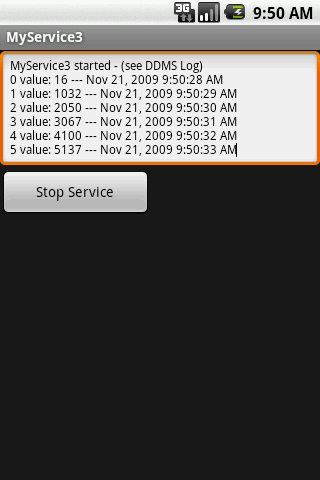 3G 9:50 AM
MyService3
MyService3 started - (see DDMS Log)
0 value: 16 --- Nov 21, 2009 9:50:28 AM
1 value: 1032 --- Nov 21, 2009 9:50:29 AM
2 value: 2050 --- Nov 21, 2009 9:50:30 AM
3 value: 3067 --- Nov 21, 2009 9:50:31 AM
4 value: 4100 --- Nov 21, 2009 9:50:32 AM
5 value: 5137 --- Nov 21, 2009 9:50:33 AM
Stop Service